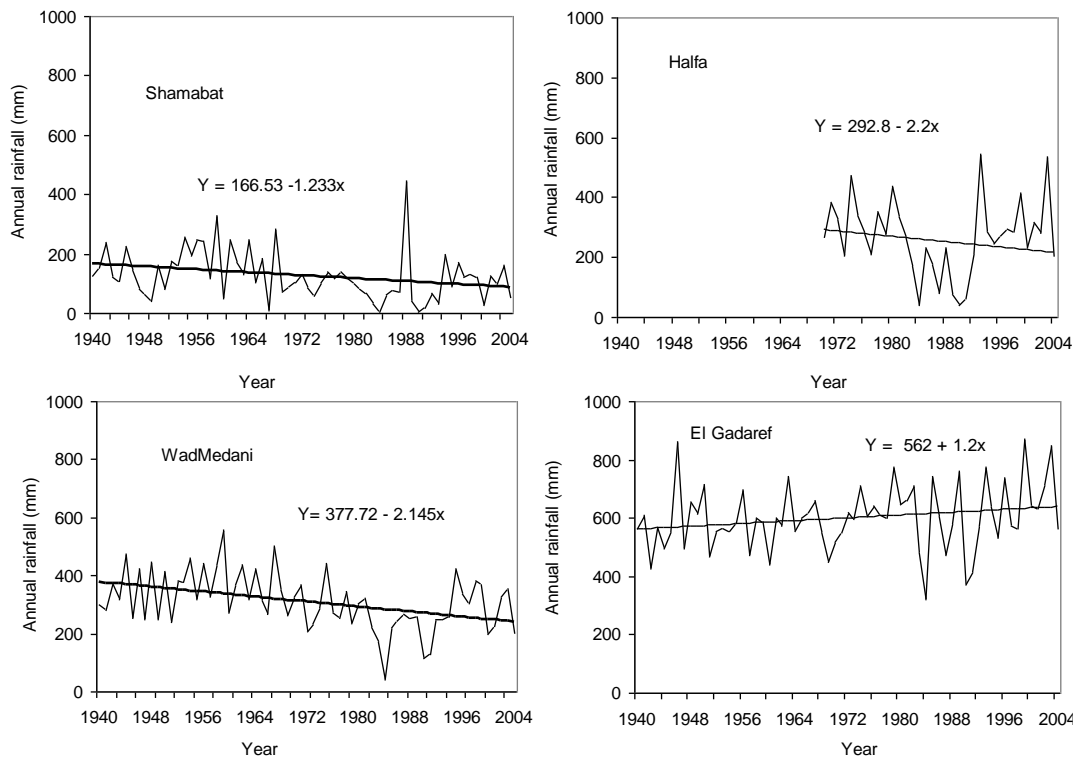 Annual rainfall (mm)
1000
800
600
400
200
0
Shamabat
Y = 166.53 -1.233x
1940 1948 1956 1964 1972 1980 1988 1996 2004
Year
Annual rainfall (mm)
1000
800
600
400
200
0
Halfa
Y = 292.8 - 2.2x
1940 1948 1956 1964 1972 1980 1988 1996 2004
Year
Annual rainfall (mm)
1000
800
600
400
200
0
WadMedani
Y= 377.72 - 2.145x
1940 1948 1956 1964 1972 1980 1988 1996 2004
Year
Annual rainfall (mm)
1000
800
600
400
200
0
El Gadaref
Y = 562 + 1.2x
1940 1948 1956 1964 1972 1980 1988 1996 2004
Year